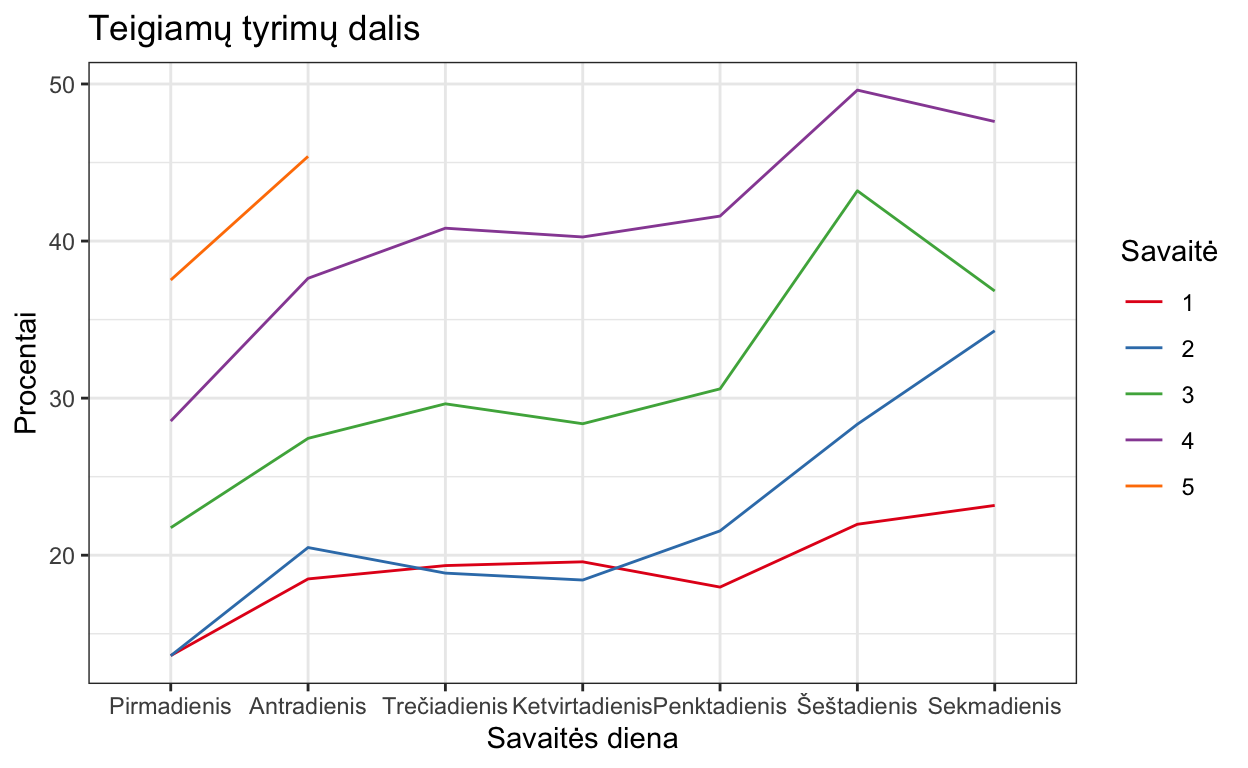 Teigiamų tyrimų dalis
Procentai
50
40
30
20
Pirmadienis Antradienis Trečiadienis Ketvirtadienis Penktadienis Šeštadienis Sekmadienis
Savaitės diena
Savaitė
1
2
3
4
5